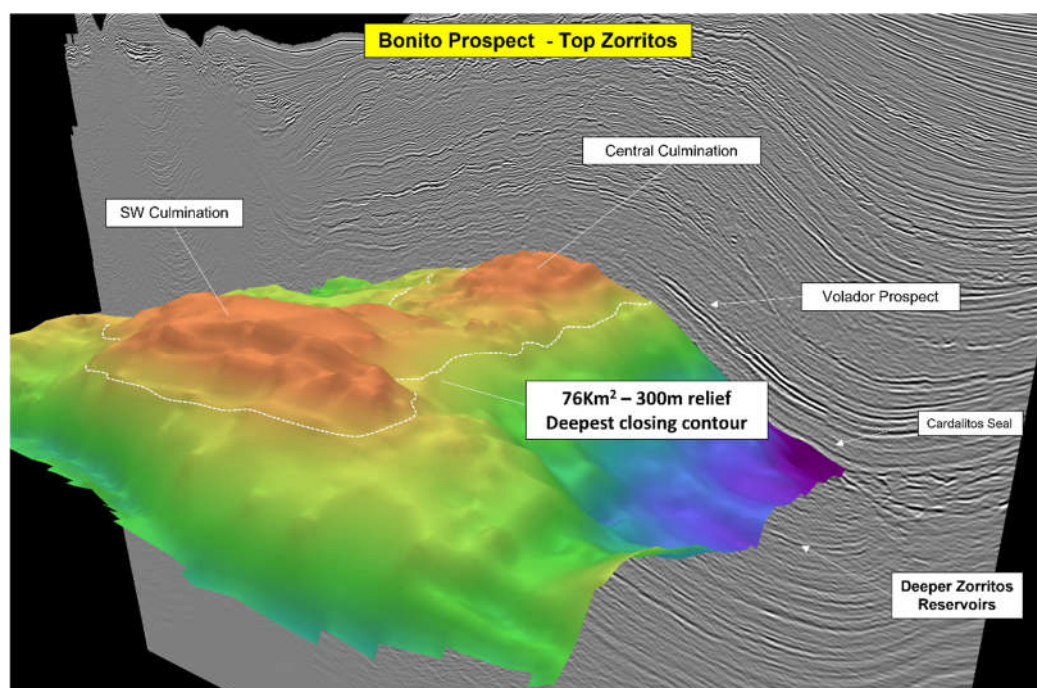 Bonito Prospect - Top Zorritos
Central Culmination
SW Culmination
Volador Prospect
76Km² – 300m relief
Deepest closing contour
Cardalitos Seal
Deeper Zorritos
Reservoirs